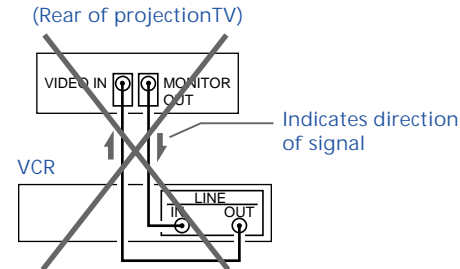 (Rear of projectionTV)
VIDEO IN
MONITOR
OUT
Indicates direction
of signal
VCR
LINE
IN OUT